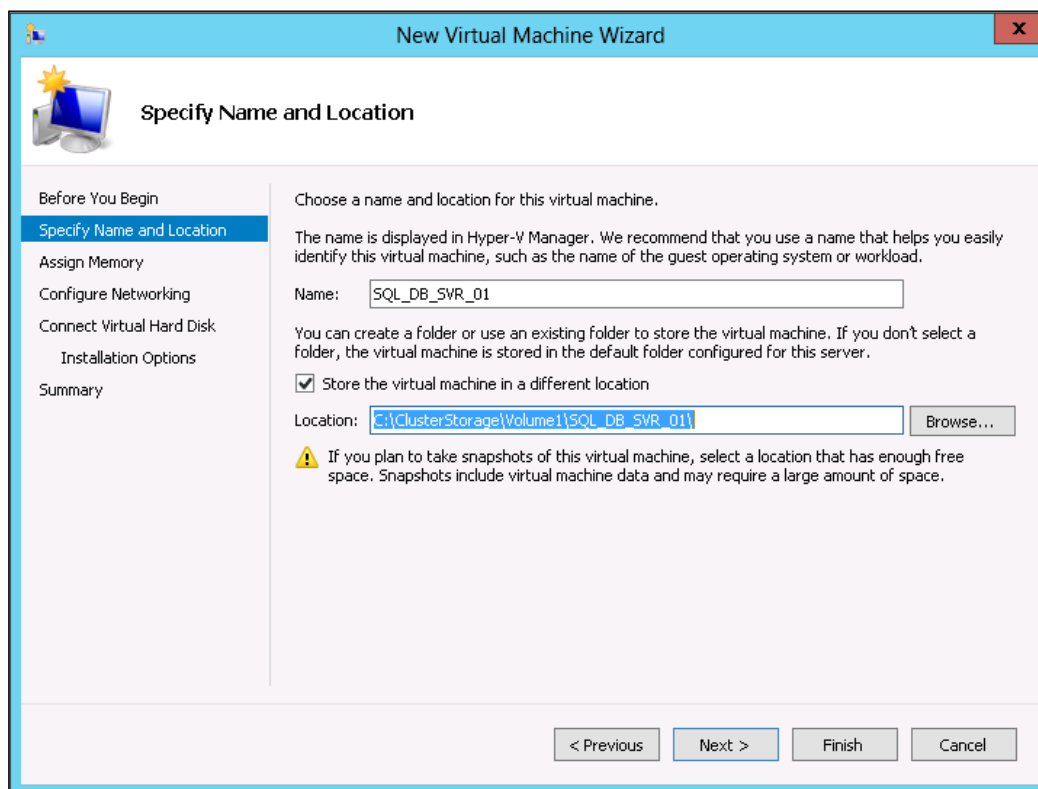 New Virtual Machine Wizard
x
Specify Name and Location
Before You Begin
Specify Name and Location
Assign Memory
Configure Networking
Connect Virtual Hard Disk
Installation Options
Summary
Choose a name and location for this virtual machine.
The name is displayed in Hyper-V Manager. We recommend that you use a name that helps you easily
identify this virtual machine, such as the name of the guest operating system or workload.
Name: SQL_DB_SVR_01
You can create a folder or use an existing folder to store the virtual machine. If you don't select a
folder, the virtual machine is stored in the default folder configured for this server.
Store the virtual machine in a different location
Location: C:\ClusterStorage\Volume1\SQL_DB_SVR_01\ Browse...
If you plan to take snapshots of this virtual machine, select a location that has enough free
space. Snapshots include virtual machine data and may require a large amount of space.
< Previous Next > Finish Cancel